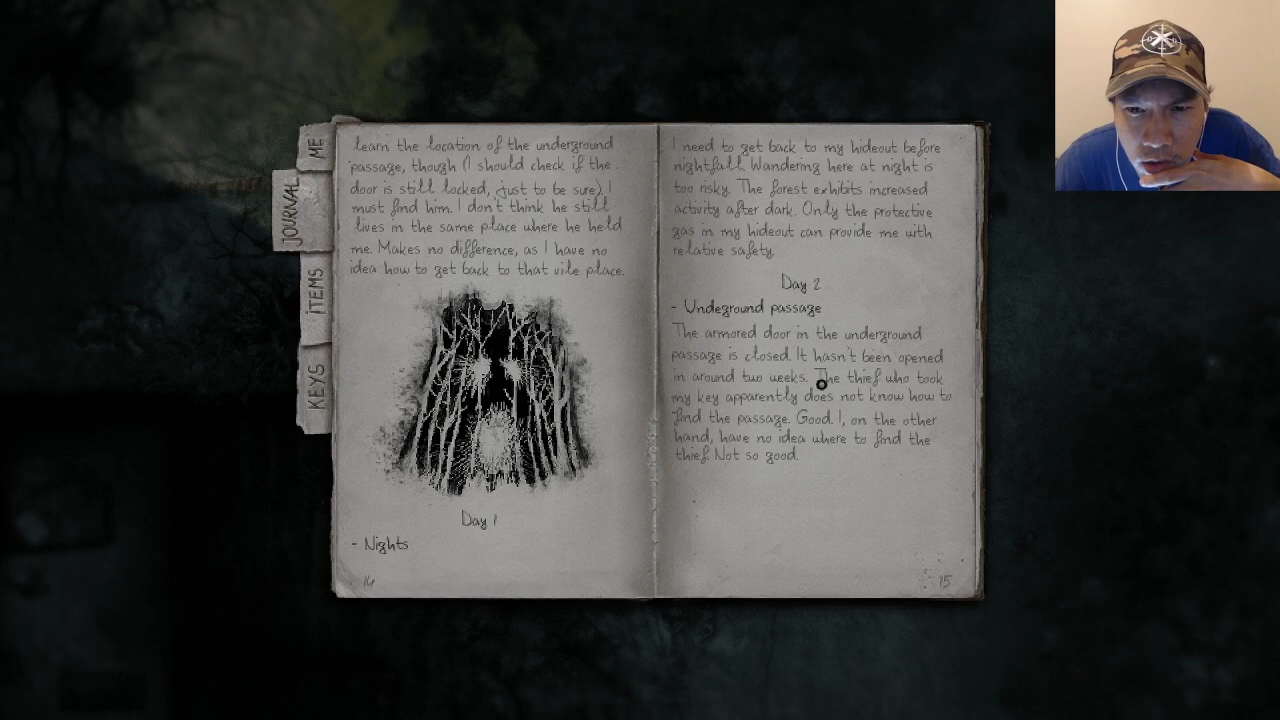 ME
JOURNAL
ITEMS
KEYS
learn the location of the underground
passage, though (I should check if the
door is still locked, just to be sure). I
must find him. I don't think he still
lives in the same place where he held
me. Makes no difference, as I have no
idea how to get back to that vile place.
Day 1
- Nights
14
I need to get back to my hideout before
nightfall. Wandering here at night is
too risky. The forest exhibits increased
activity after dark. Only the protective
gas in my hideout can provide me with
relative safety.
Day 2
- Undeground passage
The armored door in the underground
passage is closed. It hasn't been opened
in around two weeks. The thief who took
my key apparently does not know how to
find the passage. Good. I, on the other
hand, have no idea where to find the
thief. Not so good.
15